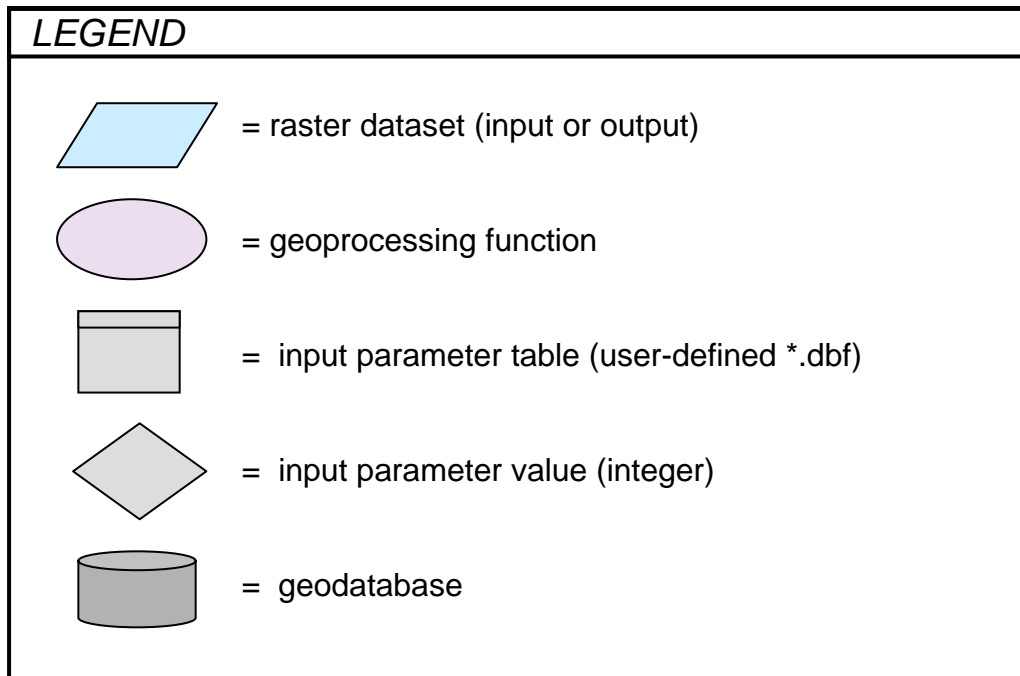 LEGEND
= raster dataset (input or output)
= geoprocessing function
= input parameter table (user-defined *.dbf)
= input parameter value (integer)
= geodatabase